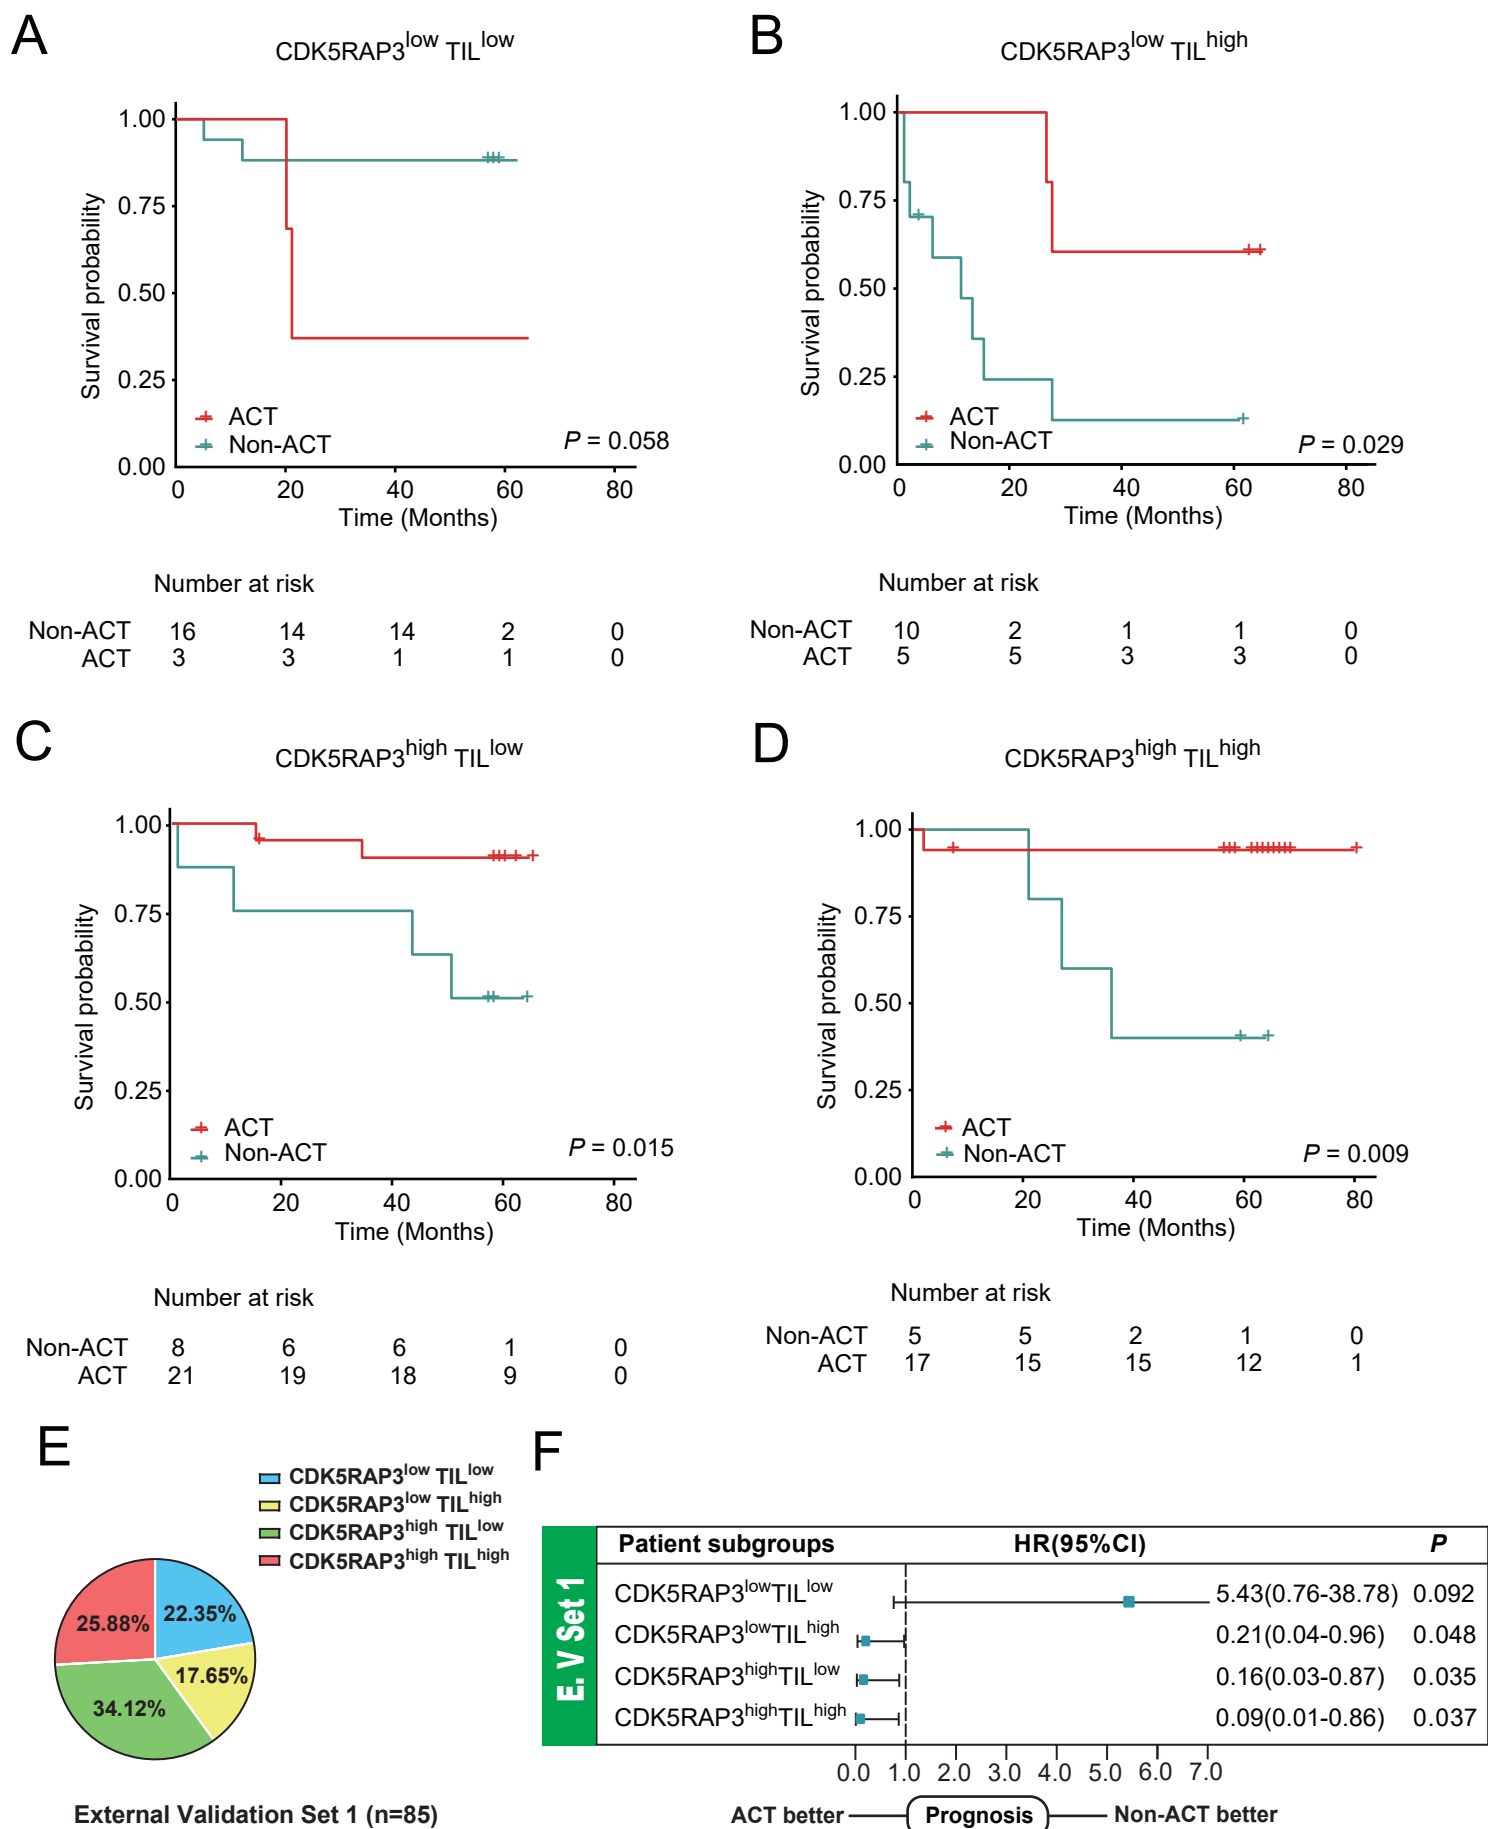 A
CDK5RAP3low TILlow
1.00
0.75
0.50
0.25
0.00
Survival probability
ACT
Non-ACT
P = 0.058
0 20 40 60 80
Time (Months)
Number at risk
Non-ACT 16 14 14 2 0
ACT 3 3 1 1 0
B
CDK5RAP3low TILhigh
1.00
0.75
0.50
0.25
0.00
Survival probability
ACT
Non-ACT
P = 0.029
0 20 40 60 80
Time (Months)
Number at risk
Non-ACT 10 2 1 1 0
ACT 5 5 3 3 0
C
CDK5RAP3high TILlow
1.00
0.75
0.50
0.25
0.00
Survival probability
ACT
Non-ACT
P = 0.015
0 20 40 60 80
Time (Months)
Number at risk
Non-ACT 8 6 6 1 0
ACT 21 19 18 9 0
D
CDK5RAP3high TILhigh
1.00
0.75
0.50
0.25
0.00
Survival probability
ACT
Non-ACT
P = 0.009
0 20 40 60 80
Time (Months)
Number at risk
Non-ACT 5 5 2 1 0
ACT 17 15 15 12 1
E
CDK5RAP3low TILlow
CDK5RAP3low TILhigh
CDK5RAP3high TILlow
CDK5RAP3high TILhigh
25.88%
22.35%
17.65%
34.12%
External Validation Set 1 (n=85)
F
E. V Set 1
Patient subgroups HR(95%CI) P
CDK5RAP3lowTILlow 5.43(0.76-38.78) 0.092
CDK5RAP3lowTILhigh 0.21(0.04-0.96) 0.048
CDK5RAP3highTILlow 0.16(0.03-0.87) 0.035
CDK5RAP3highTILhigh 0.09(0.01-0.86) 0.037
0.0 1.0 2.0 3.0 4.0 5.0 6.0 7.0
ACT better Prognosis Non-ACT better